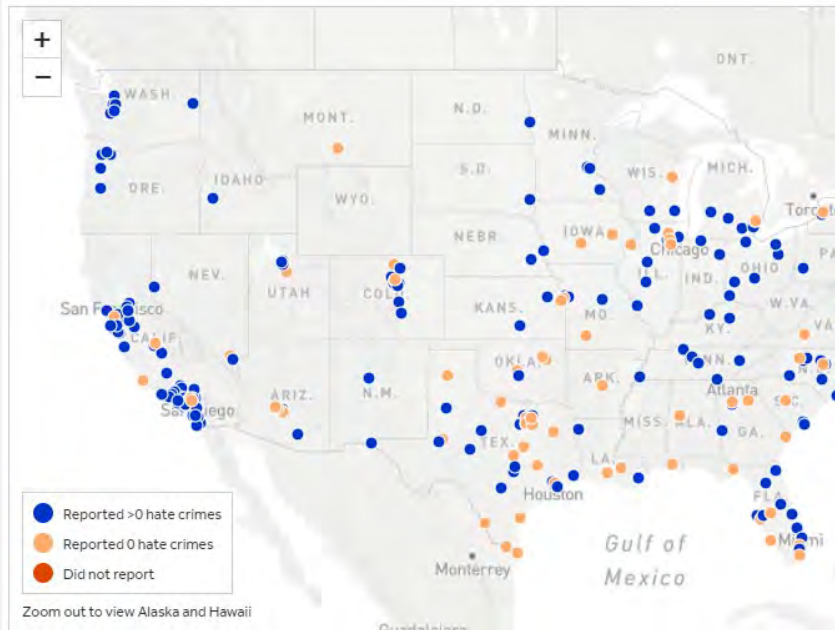 +
−
ONT.
WASH
MONT.
N.D.
MINN.
S.D.
WIS.
MICH.
ORE.
IDAHO
WYO.
Toronto
IOWA
NEBR
Chicago
PA
NEV.
UTAH
COLO.
ILL.
IND.
OHIO
San Francisco
KANS.
MO.
W.VA.
CALIF.
KY.
VA
OKLA.
ARK.
N.
ARIZ.
N.M.
San Diego
Atlanta
S.C.
MISS.
ALA.
GA.
TEX.
LA.
Reported >0 hate crimes
Houston
FLA.
Reported 0 hate crimes
Gulf of
Mexico
Miami
Did not report
Monterrey
Zoom out to view Alaska and Hawaii